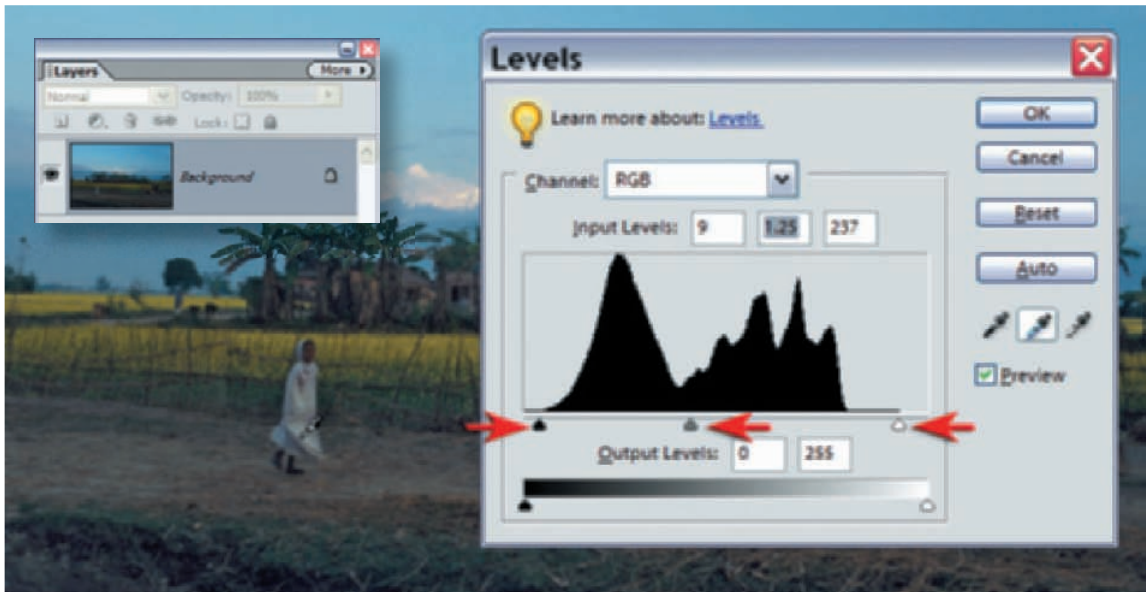 Layers
More
Normal Opacity: 100%
Lock:
Background
Levels
Learn more about: Levels
Channel: RGB
Input Levels: 9 1.25 237
Output Levels: 0 255
OK
Cancel
Reset
Auto
Preview